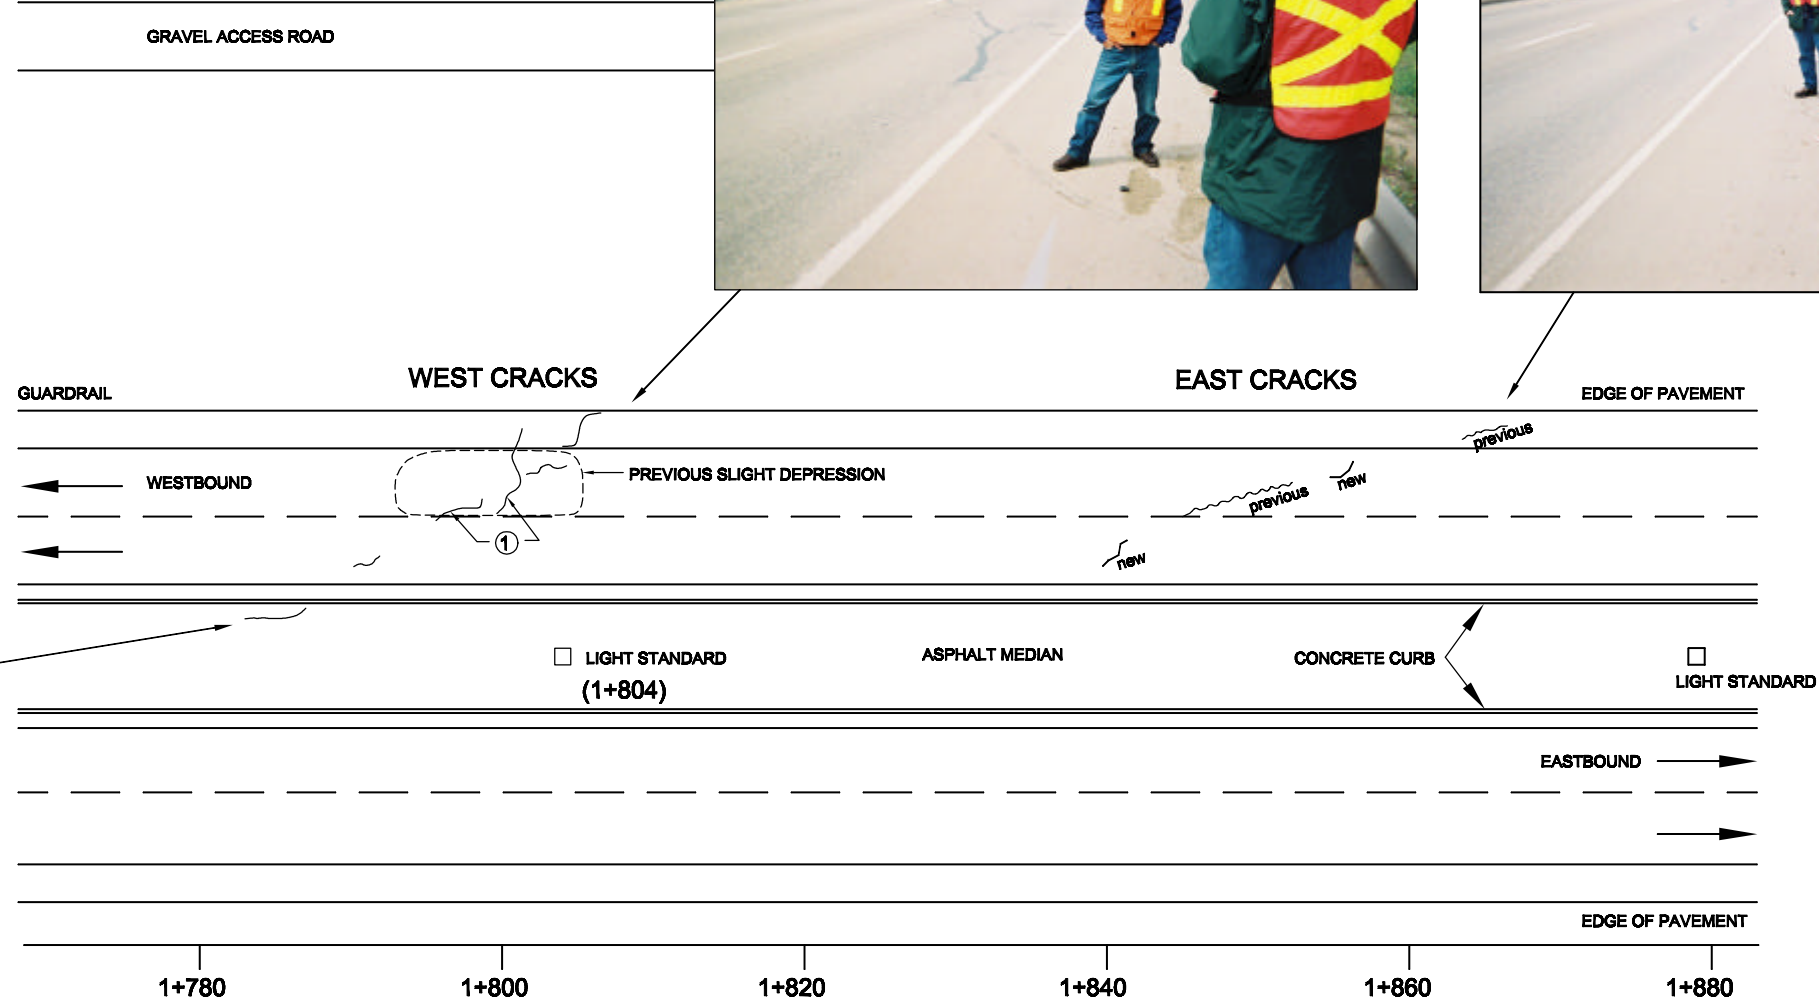 GRAVEL ACCESS ROAD
WEST CRACKS
EAST CRACKS
GUARDRAIL
EDGE OF PAVEMENT
previous
WESTBOUND
PREVIOUS SLIGHT DEPRESSION
new
previous
1
new
LIGHT STANDARD
(1+804)
ASPHALT MEDIAN
CONCRETE CURB
LIGHT STANDARD
EASTBOUND
EDGE OF PAVEMENT
1+780
1+800
1+820
1+840
1+860
1+880